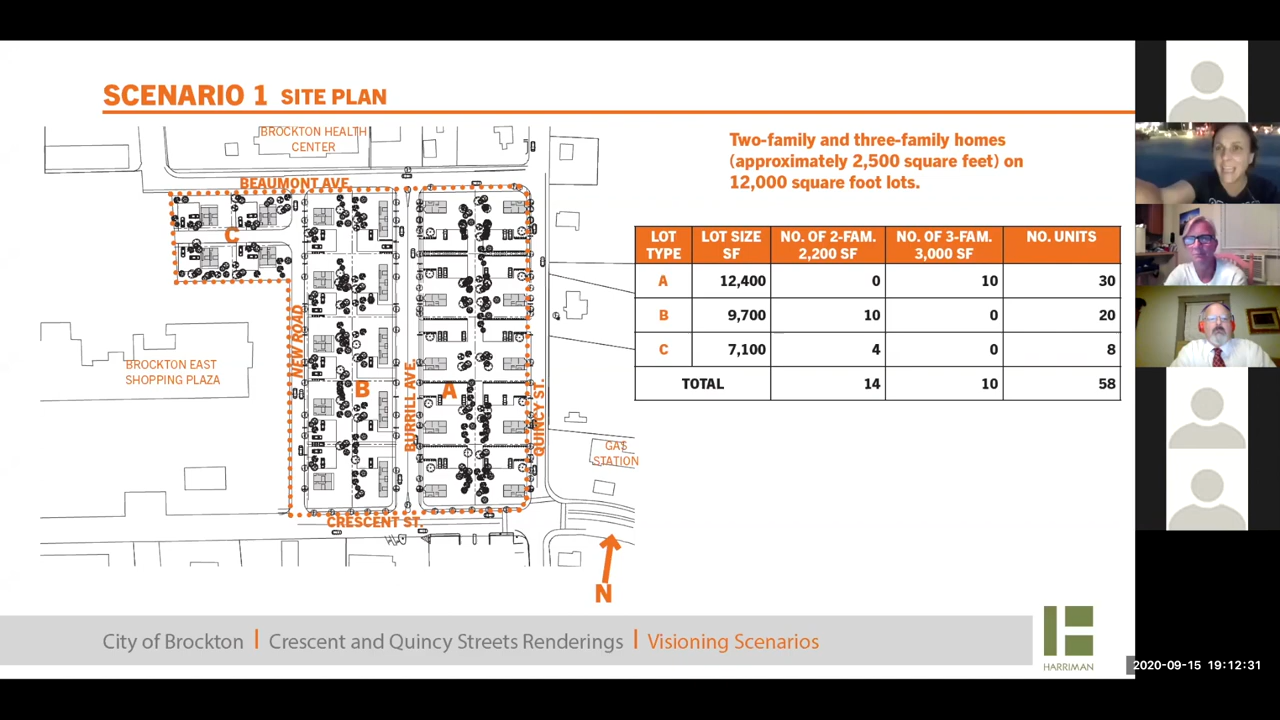 SCENARIO 1 SITE PLAN
BROCKTON HEALTH
CENTER
BEAUMONT AVE.
C
NEW ROAD
BROCKTON EAST
SHOPPING PLAZA
B
BURRILL AVE.
A
QUINCY ST.
GAS
STATION
CRESCENT ST.
N
Two-family and three-family homes
(approximately 2,500 square feet) on
12,000 square foot lots.
LOT TYPE LOT SIZE SF NO. OF 2-FAM. 2,200 SF NO. OF 3-FAM. 3,000 SF NO. UNITS
A 12,400 0 10 30
B 9,700 10 0 20
C 7,100 4 0 8
TOTAL 14 10 58
City of Brockton | Crescent and Quincy Streets Renderings | Visioning Scenarios
HARRIMAN
2020-09-15 19:12:31